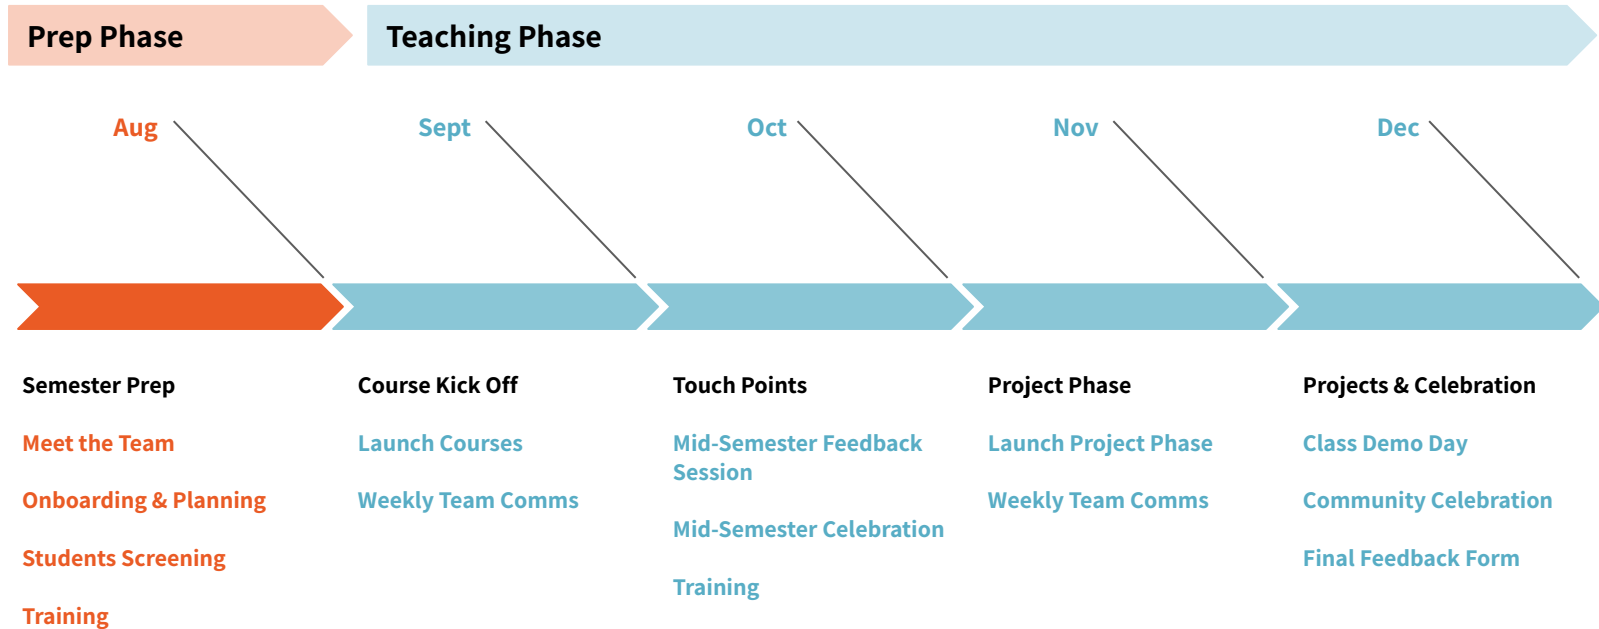 Prep Phase
Teaching Phase
Aug
Sept
Oct
Nov
Dec
Semester Prep
Meet the Team
Onboarding & Planning
Students Screening
Training
Course Kick Off
Launch Courses
Weekly Team Comms
Touch Points
Mid-Semester Feedback
Session
Mid-Semester Celebration
Training
Project Phase
Launch Project Phase
Weekly Team Comms
Projects & Celebration
Class Demo Day
Community Celebration
Final Feedback Form